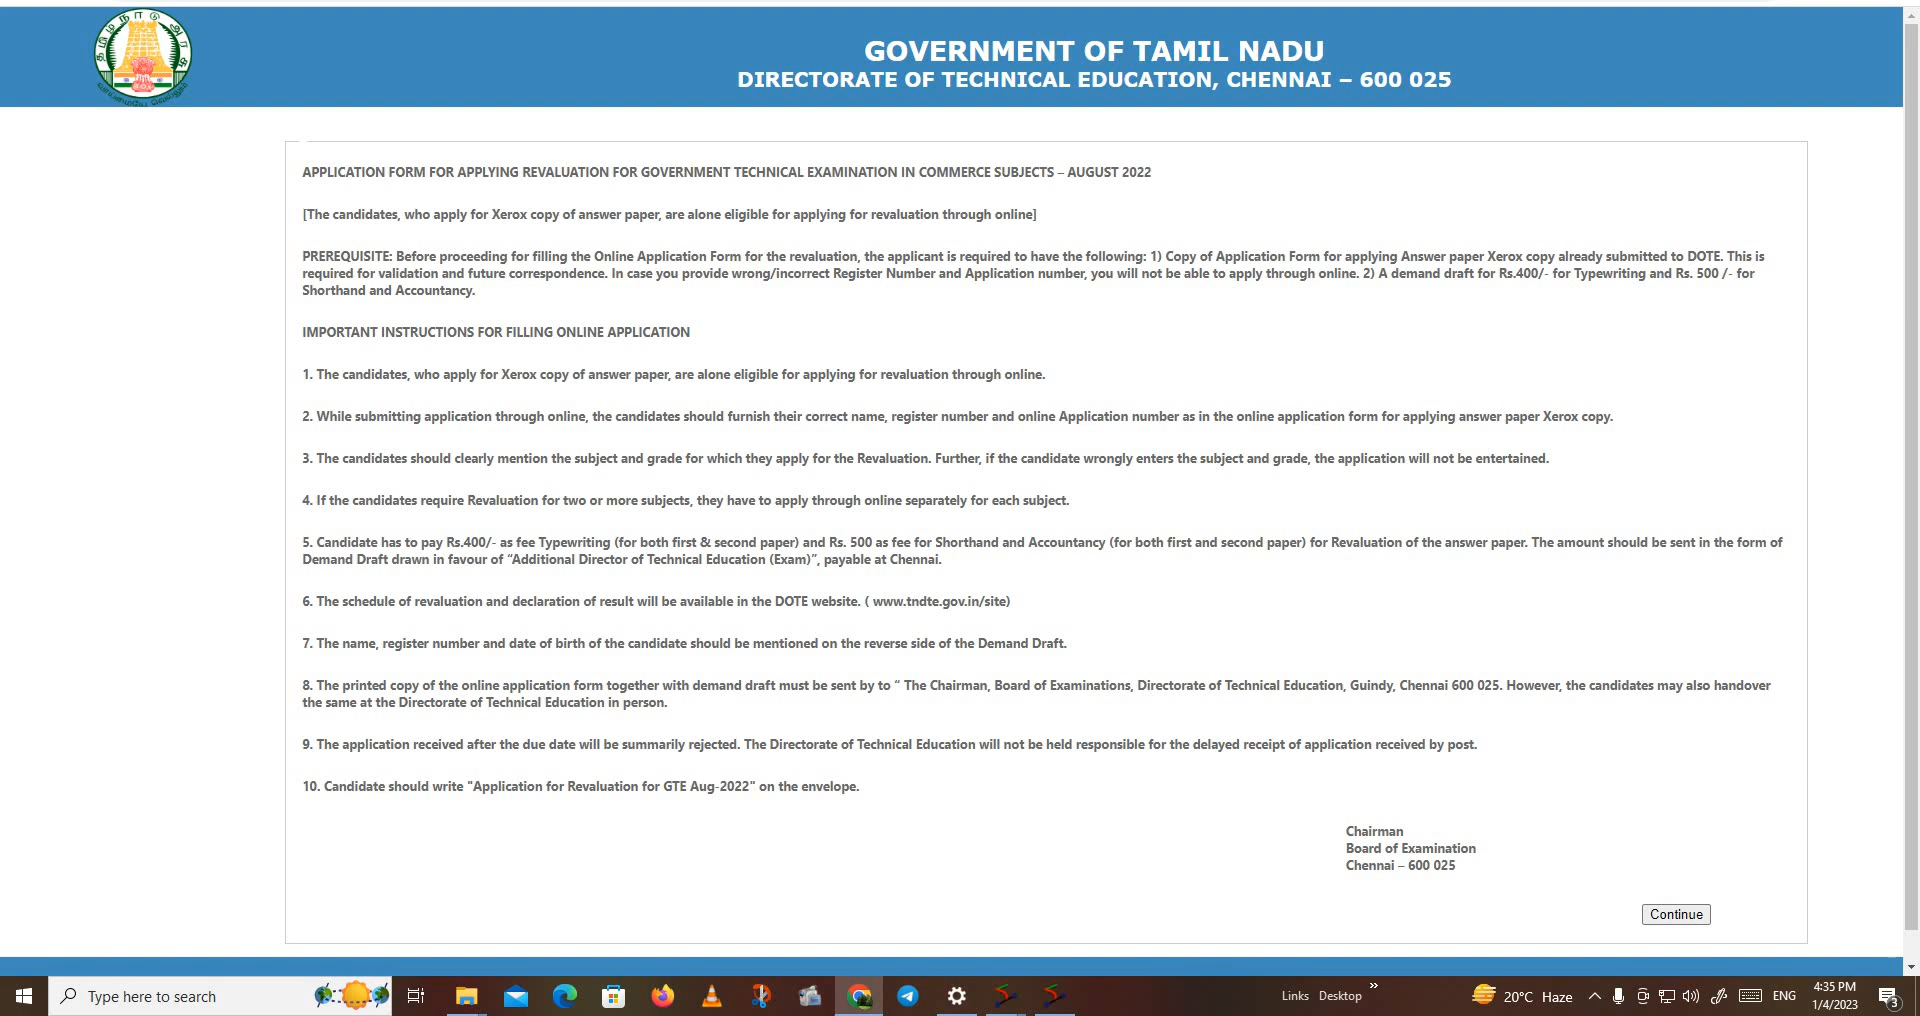 GOVERNMENT OF TAMIL NADU
DIRECTORATE OF TECHNICAL EDUCATION, CHENNAI – 600 025
APPLICATION FORM FOR APPLYING REVALUATION FOR GOVERNMENT TECHNICAL EXAMINATION IN COMMERCE SUBJECTS – AUGUST 2022
[The candidates, who apply for Xerox copy of answer paper, are alone eligible for applying for revaluation through online]
PREREQUISITE: Before proceeding for filling the Online Application Form for the revaluation, the applicant is required to have the following: 1) Copy of Application Form for applying Answer paper Xerox copy already submitted to DOTE. This is
required for validation and future correspondence. In case you provide wrong/incorrect Register Number and Application number, you will not be able to apply through online. 2) A demand draft for Rs.400/- for Typewriting and Rs. 500 /- for
Shorthand and Accountancy.
IMPORTANT INSTRUCTIONS FOR FILLING ONLINE APPLICATION
1. The candidates, who apply for Xerox copy of answer paper, are alone eligible for applying for revaluation through online.
2. While submitting application through online, the candidates should furnish their correct name, register number and online Application number as in the online application form for applying answer paper Xerox copy.
3. The candidates should clearly mention the subject and grade for which they apply for the Revaluation. Further, if the candidate wrongly enters the subject and grade, the application will not be entertained.
4. If the candidates require Revaluation for two or more subjects, they have to apply through online separately for each subject.
5. Candidate has to pay Rs.400/- as fee Typewriting (for both first & second paper) and Rs. 500 as fee for Shorthand and Accountancy (for both first and second paper) for Revaluation of the answer paper. The amount should be sent in the form of
Demand Draft drawn in favour of “Additional Director of Technical Education (Exam)”, payable at Chennai.
6. The schedule of revaluation and declaration of result will be available in the DOTE website. ( www.tndte.gov.in/site)
7. The name, register number and date of birth of the candidate should be mentioned on the reverse side of the Demand Draft.
8. The printed copy of the online application form together with demand draft must be sent by to “ The Chairman, Board of Examinations, Directorate of Technical Education, Guindy, Chennai 600 025. However, the candidates may also handover
the same at the Directorate of Technical Education in person.
9. The application received after the due date will be summarily rejected. The Directorate of Technical Education will not be held responsible for the delayed receipt of application received by post.
10. Candidate should write "Application for Revaluation for GTE Aug-2022" on the envelope.
Chairman
Board of Examination
Chennai – 600 025
Continue
Type here to search
Links Desktop »
20°C Haze
ENG
4:35 PM
1/4/2023
3